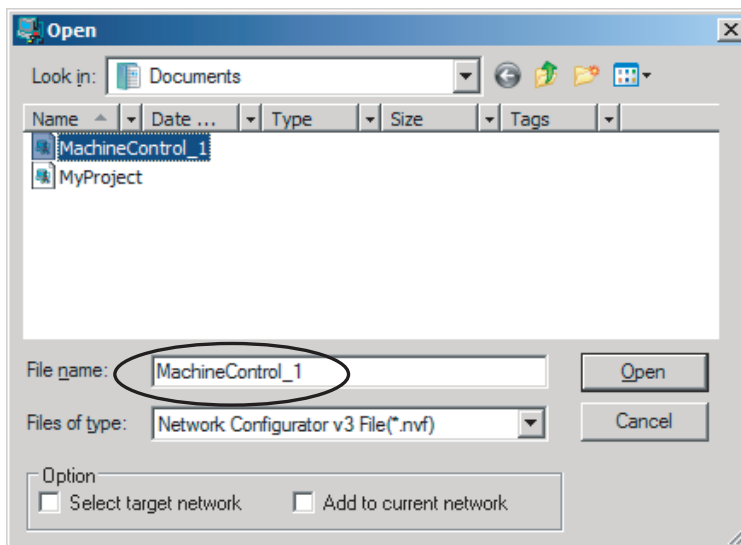 Open
Look in: Documents
Name Date ... Type Size Tags
MachineControl_1
MyProject
File name: MachineControl_1 Open
Files of type: Network Configurator v3 File(*.nvf) Cancel
Option
Select target network Add to current network